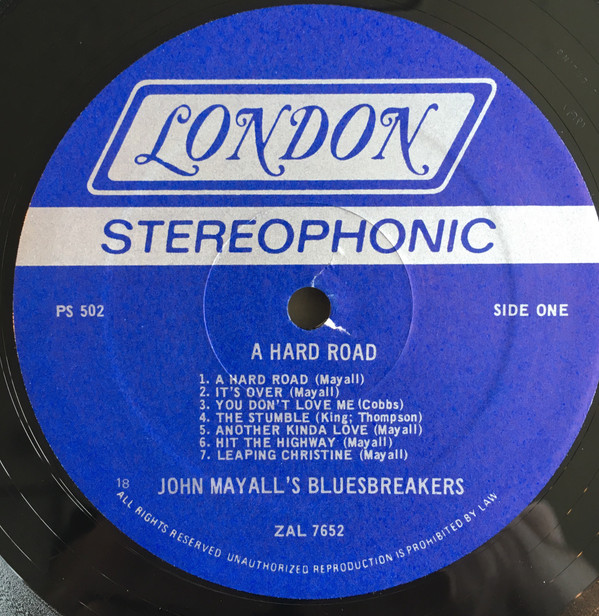 LONDON
STEREOPHONIC
PS 502
SIDE ONE
A HARD ROAD
1. A HARD ROAD (Mayall)
2. IT'S OVER (Mayall)
3. YOU DON'T LOVE ME (Cobbs)
4. THE STUMBLE (King; Thompson)
5. ANOTHER KINDA LOVE (Mayall)
6. HIT THE HIGHWAY (Mayall)
7. LEAPING CHRISTINE (Mayall)
18
JOHN MAYALL'S BLUESBREAKERS
ZAL 7652
ALL RIGHTS RESERVED UNAUTHORIZED REPRODUCTION IS PROHIBITED BY LAW